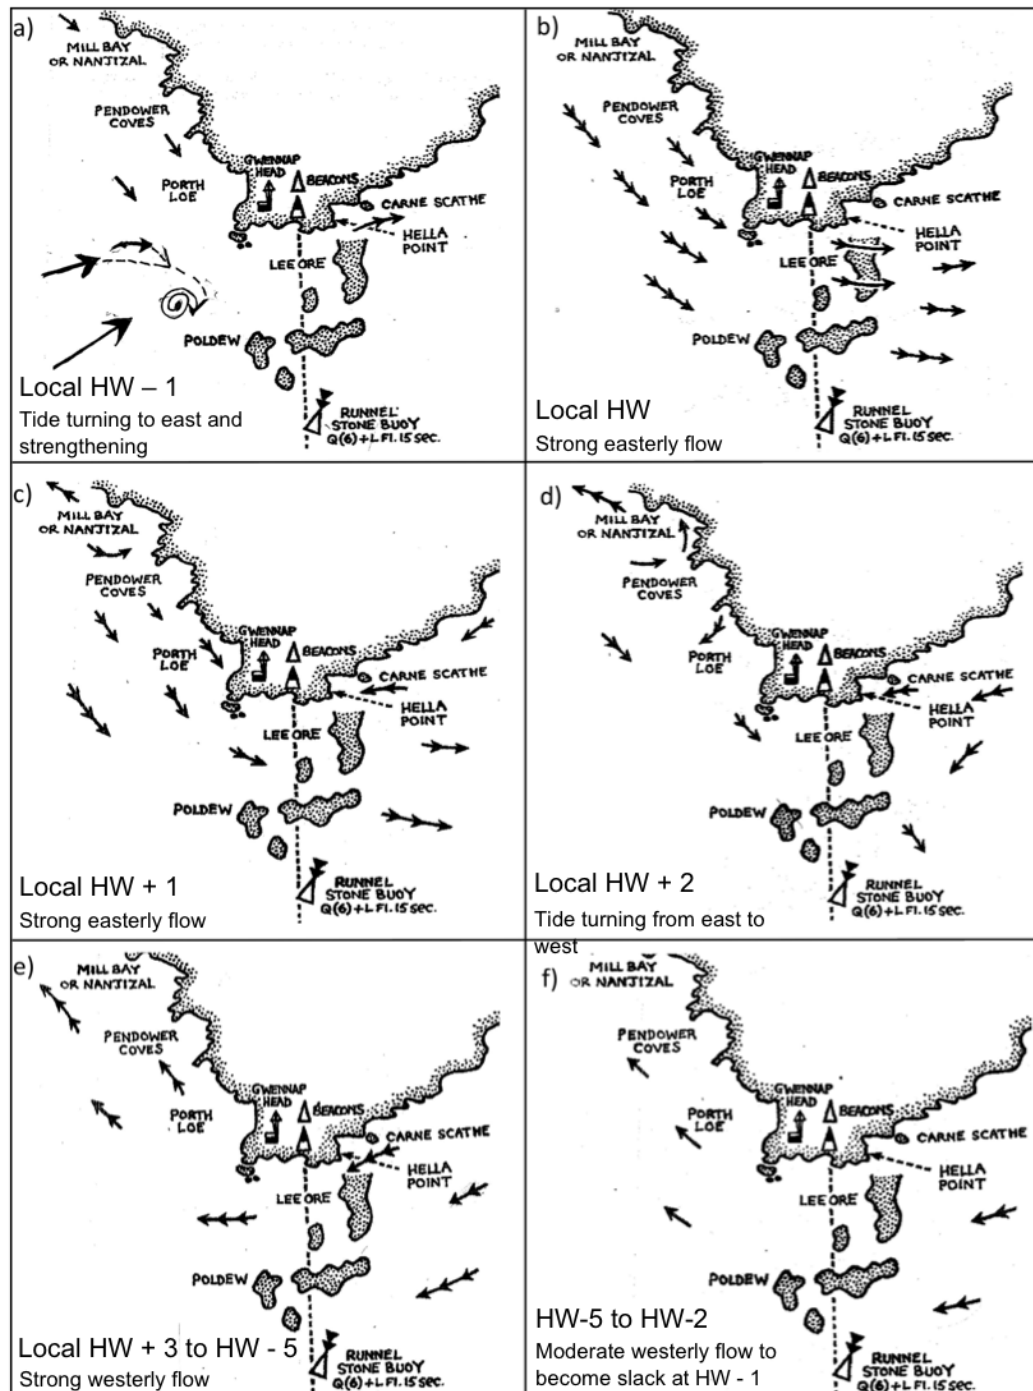 a)
MILL BAY
OR NANJIZAL
PENDOWER
COVES
GWENNAP
HEAD
PORTH
LOE
BEACONS
CARNE SCATHE
HELLA
POINT
LEE ORE
POLDEW
Local HW – 1
Tide turning to east and
strengthening
RUNNEL
STONE BUOY
Q(6)+L FI. 15 SEC.
b)
MILL BAY
OR NANJIZAL
PENDOWER
COVES
GWENNAP
HEAD
PORTH
LOE
BEACONS
CARNE SCATHE
HELLA
POINT
LEE ORE
POLDEW
Local HW
Strong easterly flow
RUNNEL
STONE BUOY
Q(6)+L FI. 15 SEC.
c)
MILL BAY
OR NANJIZAL
PENDOWER
COVES
GWENNAP
HEAD
PORTH
LOE
BEACONS
CARNE SCATHE
HELLA
POINT
LEE ORE
POLDEW
Local HW + 1
Strong easterly flow
RUNNEL
STONE BUOY
Q(6)+L FI. 15 SEC.
d)
MILL BAY
OR NANJIZAL
PENDOWER
COVES
GWENNAP
HEAD
PORTH
LOE
BEACONS
CARNE SCATHE
HELLA
POINT
LEE ORE
POLDEW
Local HW + 2
Tide turning from east to
west
RUNNEL
STONE BUOY
Q(6)+L FI. 15 SEC.
e)
MILL BAY
OR NANJIZAL
PENDOWER
COVES
GWENNAP
HEAD
PORTH
LOE
BEACONS
CARNE SCATHE
HELLA
POINT
LEE ORE
POLDEW
Local HW + 3 to HW - 5
Strong westerly flow
RUNNEL
STONE BUOY
Q(6)+L FI. 15 SEC.
f)
MILL BAY
OR NANJIZAL
PENDOWER
COVES
GWENNAP
HEAD
PORTH
LOE
BEACONS
CARNE SCATHE
HELLA
POINT
LEE ORE
POLDEW
HW-5 to HW-2
Moderate westerly flow to
become slack at HW - 1
RUNNEL
STONE BUOY
Q(6)+L FI. 15 SEC.